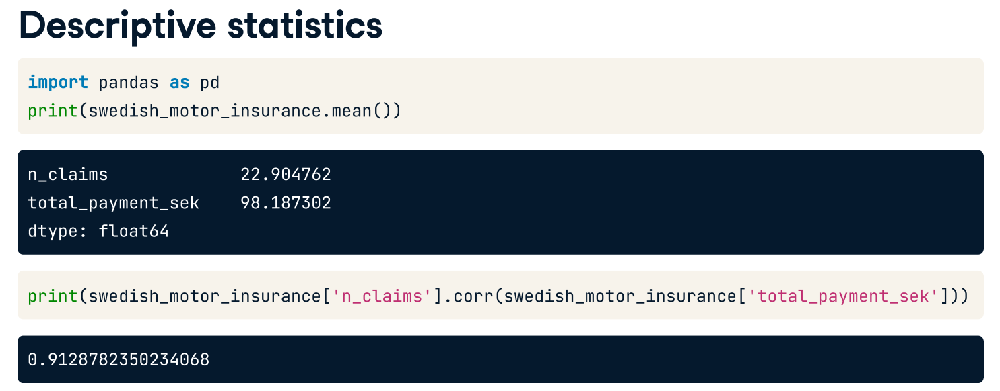 Descriptive statistics
import pandas as pd
print(swedish_motor_insurance.mean())
n_claims             22.904762
total_payment_sek    98.187302
dtype: float64
print(swedish_motor_insurance['n_claims'].corr(swedish_motor_insurance['total_payment_sek']))
0.9128782350234068